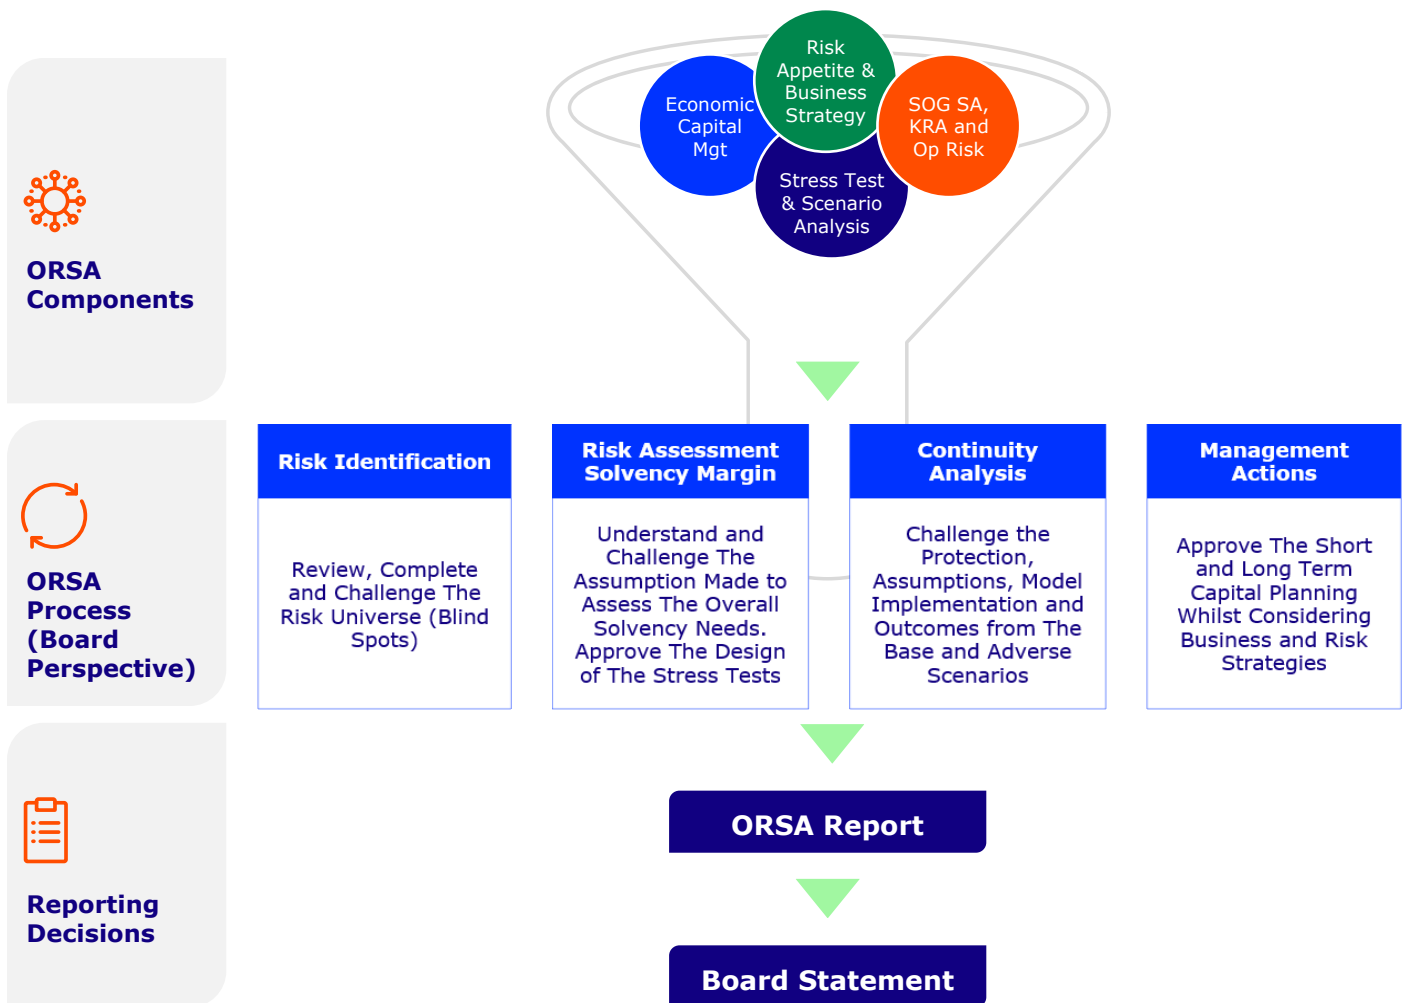 Risk
Appetite &
Business
Strategy
Economic
Capital
Mgt
SOG SA,
KRA and
Op Risk
Stress Test
& Scenario
Analysis
ORSA
Components
ORSA
Process
(Board
Perspective)
Risk Identification
Review, Complete
and Challenge The
Risk Universe (Blind
Spots)
Risk Assessment
Solvency Margin
Understand and
Challenge The
Assumption Made to
Assess The Overall
Solvency Needs.
Approve The Design
of The Stress Tests
Continuity
Analysis
Challenge the
Protection,
Assumptions, Model
Implementation and
Outcomes from The
Base and Adverse
Scenarios
Management
Actions
Approve The Short
and Long Term
Capital Planning
Whilst Considering
Business and Risk
Strategies
Reporting
Decisions
ORSA Report
Board Statement